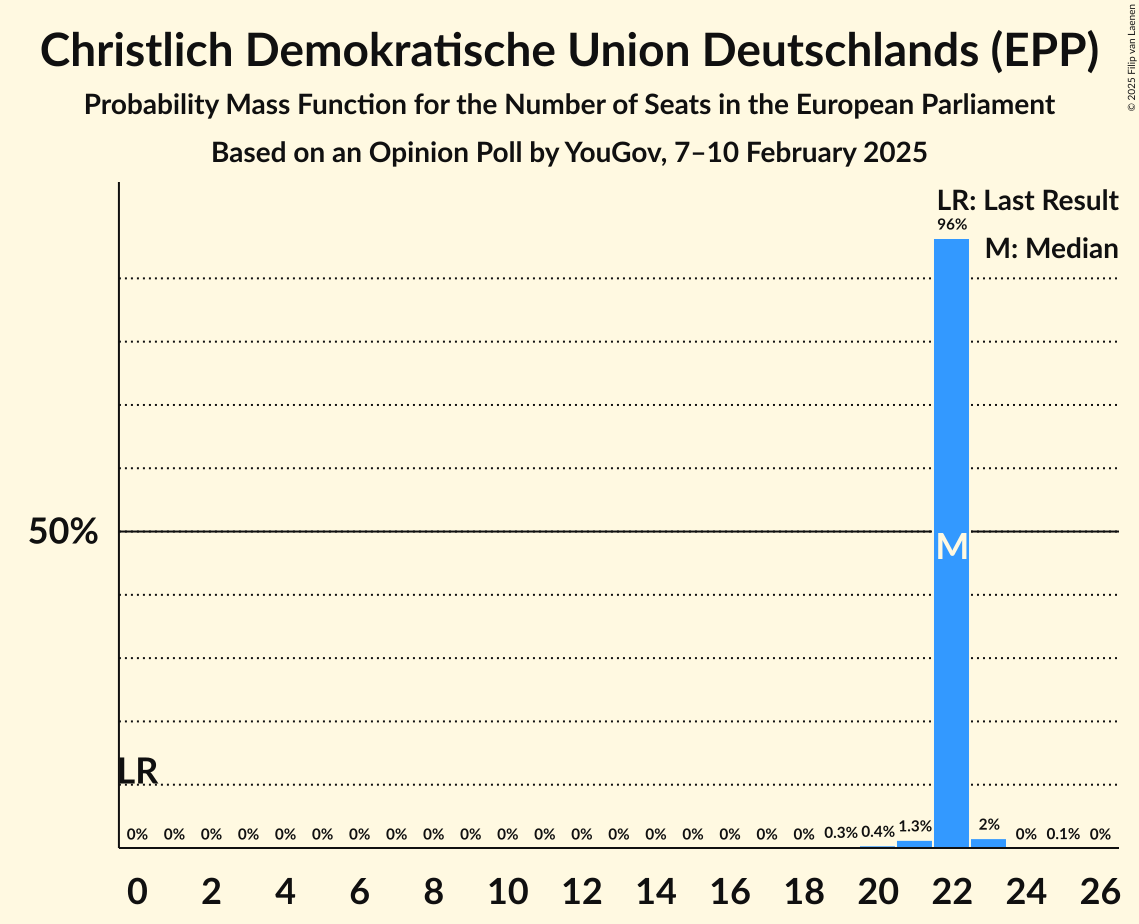 Christlich Demokratische Union Deutschlands (EPP)
Probability Mass Function for the Number of Seats in the European Parliament
Based on an Opinion Poll by YouGov, 7–10 February 2025
© 2025 Filip van Laenen
LR: Last Result
M: Median
96%
50%
M
LR
0% 0% 0% 0% 0% 0% 0% 0% 0% 0% 0% 0% 0% 0% 0% 0% 0% 0% 0% 0.3% 0.4% 1.3% 2% 0% 0.1% 0%
0 2 4 6 8 10 12 14 16 18 20 22 24 26